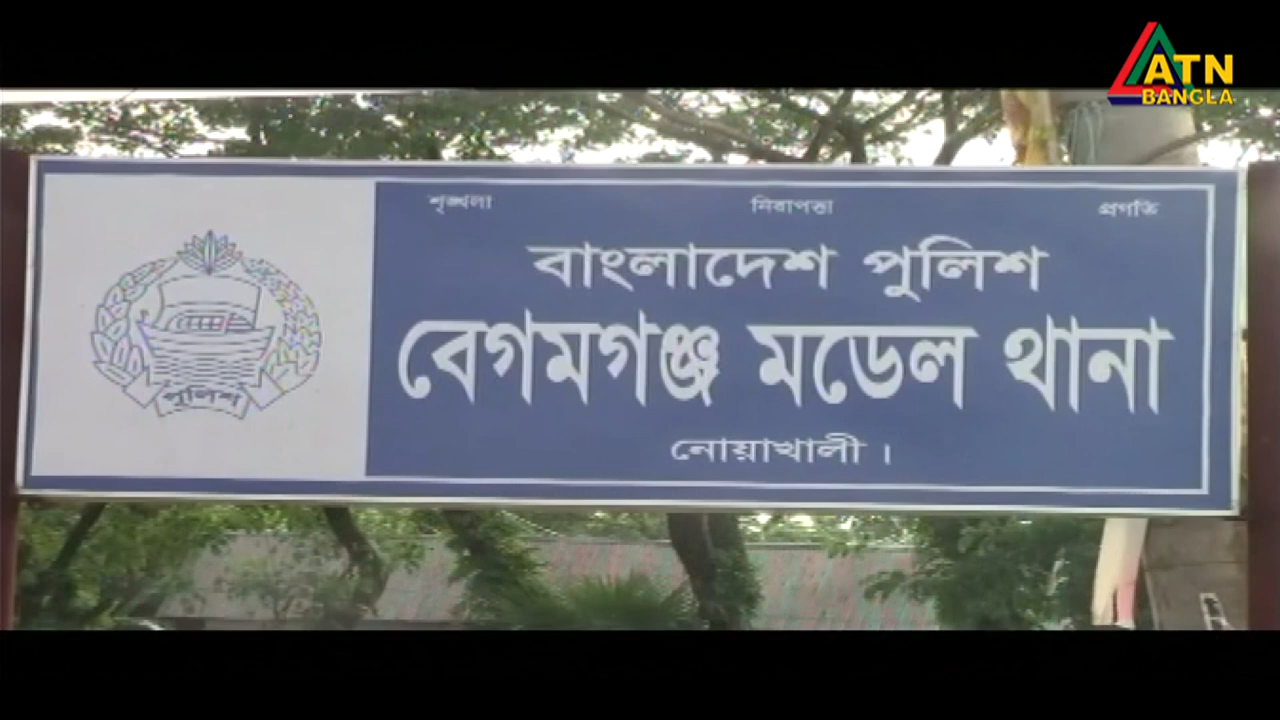 ATN
BANGLA
শৃঙ্খলা নিরাপত্তা প্রগতি
বাংলাদেশ পুলিশ
বেগমগঞ্জ মডেল থানা
নোয়াখালী।
পুলিশ